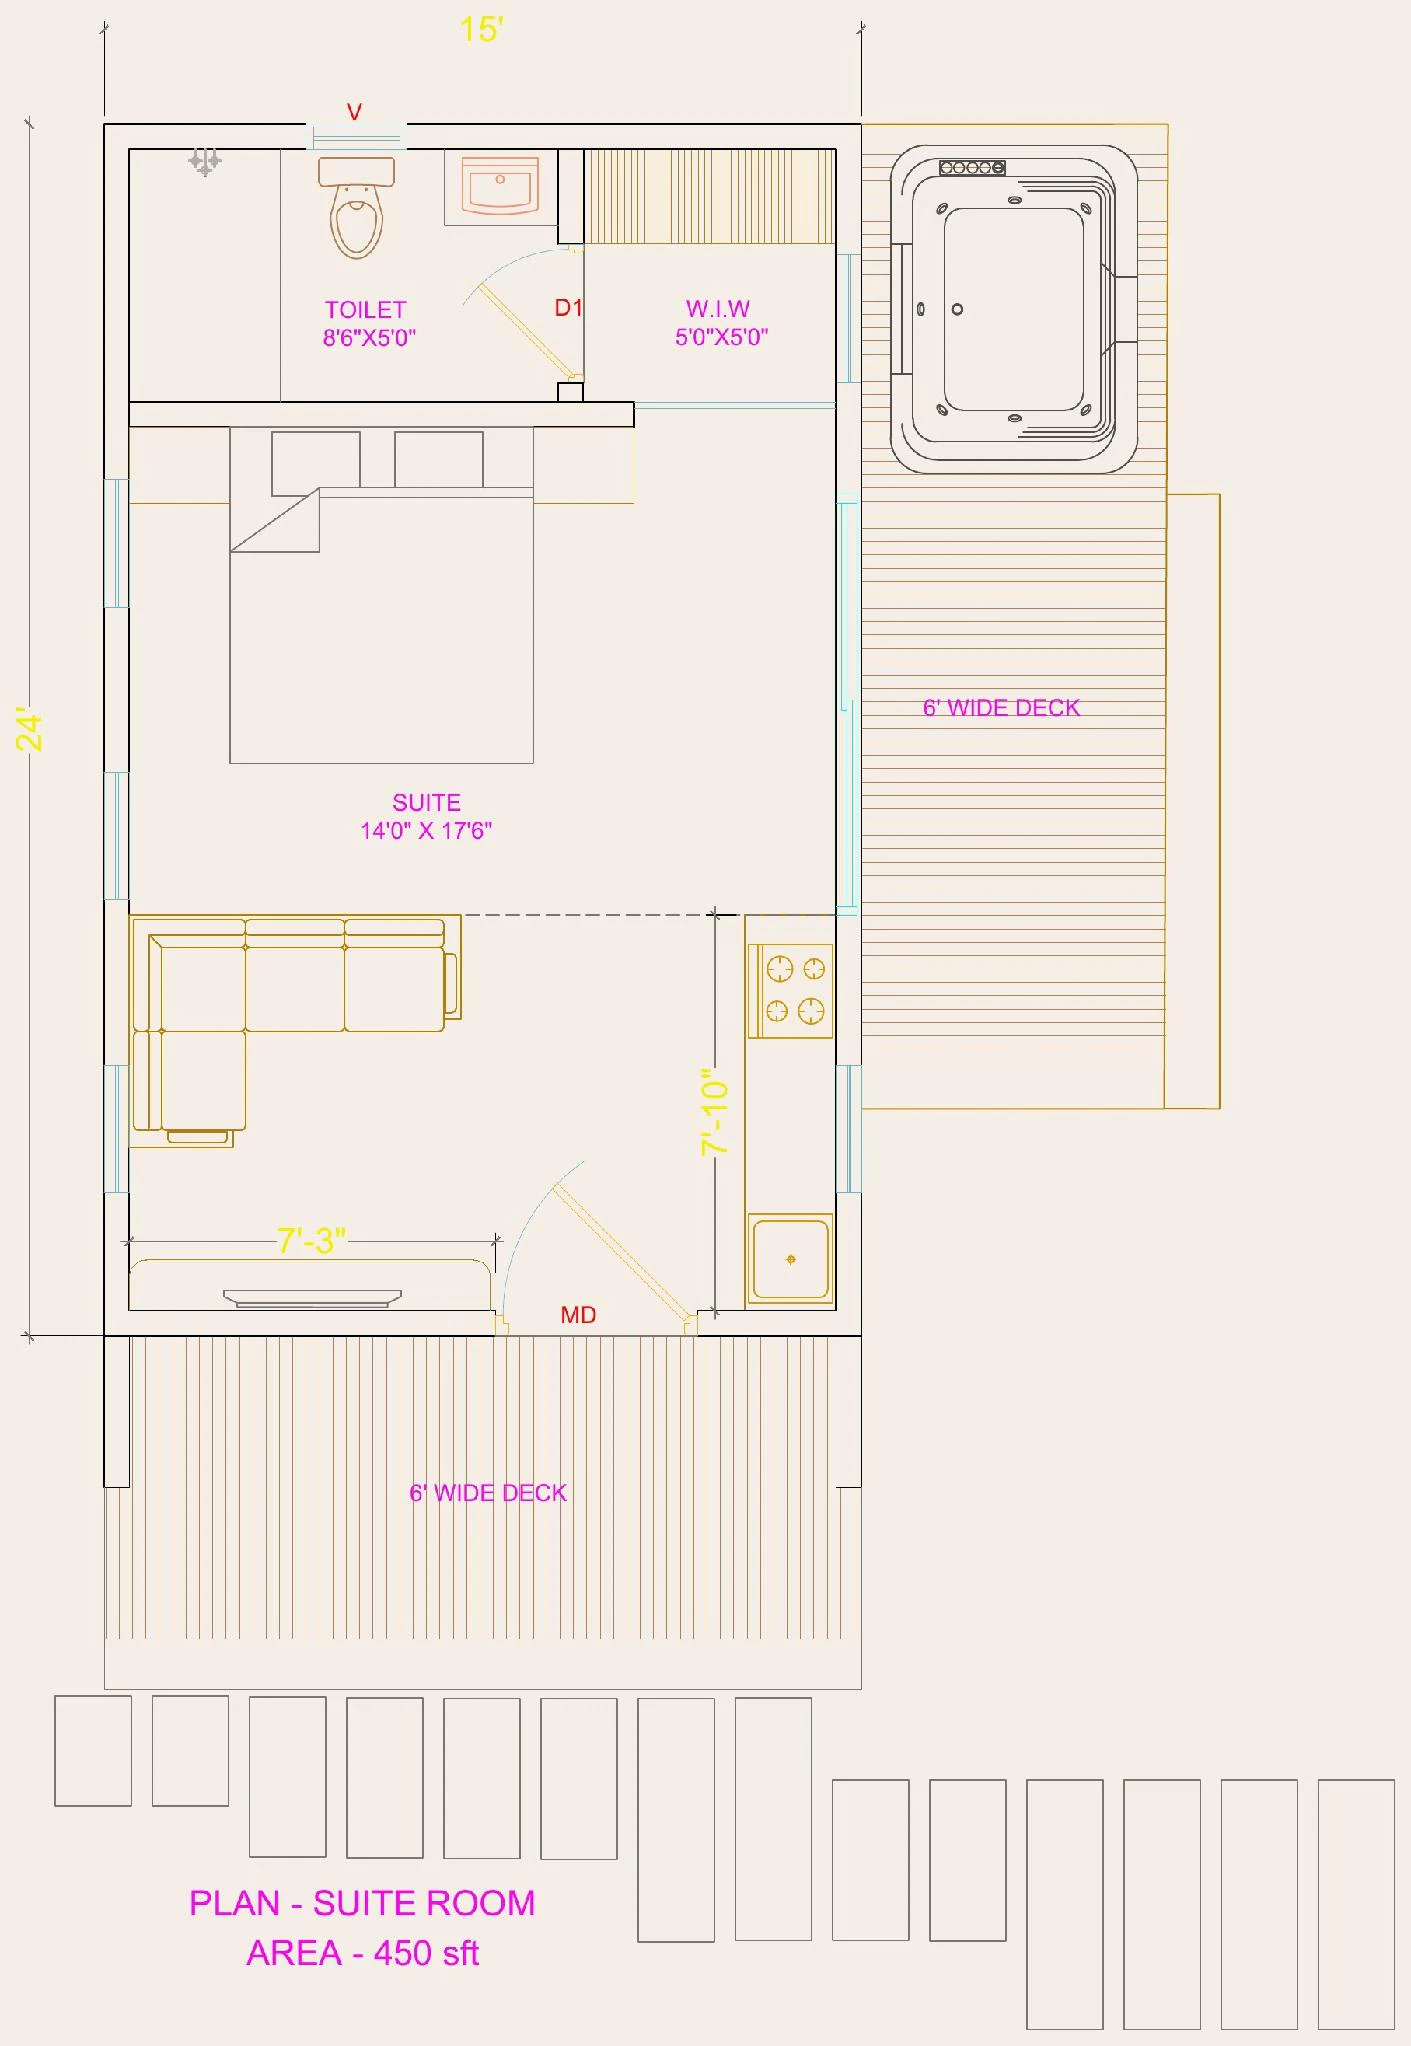 15'
V
TOILET
8'6"X5'0"
D1
W.I.W
5'0"X5'0"
24'
6' WIDE DECK
SUITE
14'0" X 17'6"
7'-10"
7'-3"
MD
6' WIDE DECK
PLAN - SUITE ROOM
AREA - 450 sft